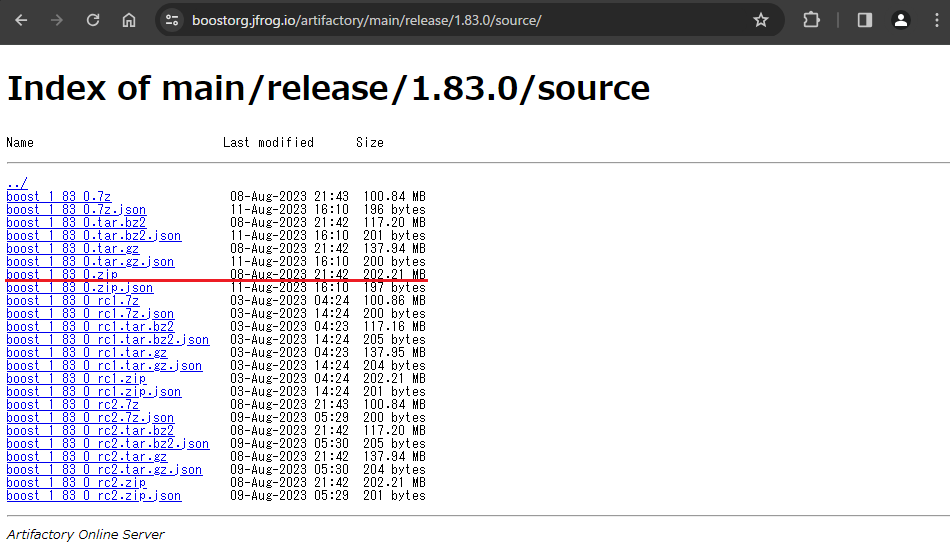 boostorg.jfrog.io/artifactory/main/release/1.83.0/source/
Index of main/release/1.83.0/source
Name Last modified Size
../
boost_1_83_0.7z 08-Aug-2023 21:43 100.84 MB
boost_1_83_0.7z.json 11-Aug-2023 16:10 196 bytes
boost_1_83_0.tar.bz2 08-Aug-2023 21:42 117.20 MB
boost_1_83_0.tar.bz2.json 11-Aug-2023 16:10 201 bytes
boost_1_83_0.tar.gz 08-Aug-2023 21:42 137.94 MB
boost_1_83_0.tar.gz.json 11-Aug-2023 16:10 200 bytes
boost_1_83_0.zip 08-Aug-2023 21:42 202.21 MB
boost_1_83_0.zip.json 11-Aug-2023 16:10 197 bytes
boost_1_83_0_rc1.7z 03-Aug-2023 04:24 100.86 MB
boost_1_83_0_rc1.7z.json 03-Aug-2023 14:24 200 bytes
boost_1_83_0_rc1.tar.bz2 03-Aug-2023 04:23 117.16 MB
boost_1_83_0_rc1.tar.bz2.json 03-Aug-2023 14:24 205 bytes
boost_1_83_0_rc1.tar.gz 03-Aug-2023 04:23 137.95 MB
boost_1_83_0_rc1.tar.gz.json 03-Aug-2023 14:24 204 bytes
boost_1_83_0_rc1.zip 03-Aug-2023 04:24 202.21 MB
boost_1_83_0_rc1.zip.json 03-Aug-2023 14:24 201 bytes
boost_1_83_0_rc2.7z 08-Aug-2023 21:43 100.84 MB
boost_1_83_0_rc2.7z.json 09-Aug-2023 05:29 200 bytes
boost_1_83_0_rc2.tar.bz2 08-Aug-2023 21:42 117.20 MB
boost_1_83_0_rc2.tar.bz2.json 09-Aug-2023 05:30 205 bytes
boost_1_83_0_rc2.tar.gz 08-Aug-2023 21:42 137.94 MB
boost_1_83_0_rc2.tar.gz.json 09-Aug-2023 05:30 204 bytes
boost_1_83_0_rc2.zip 08-Aug-2023 21:42 202.21 MB
boost_1_83_0_rc2.zip.json 09-Aug-2023 05:29 201 bytes
Artifactory Online Server